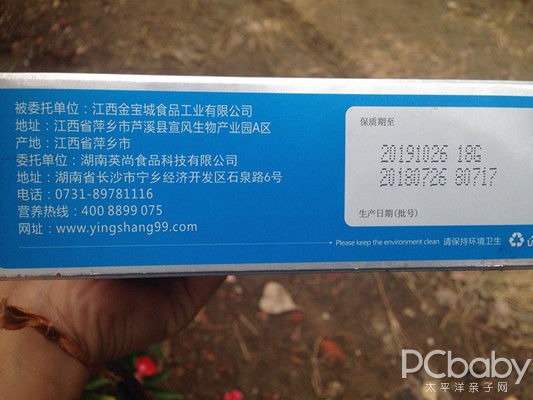 被委托单位：江西金宝城食品工业有限公司
地址：江西省萍乡市芦溪县宣风生物产业园A区
产地：江西省萍乡市
委托单位：湖南英尚食品科技有限公司
地址：湖南省长沙市宁乡经济开发区石泉路6号
电话：0731-89781116
营养热线：400 8899 075
网址：www.yingshang99.com
保质期至
20191026 18G
20180726 80717
生产日期(批号)
Please keep the environment clean 请保持环境卫生
PCbaby
太平洋亲子网